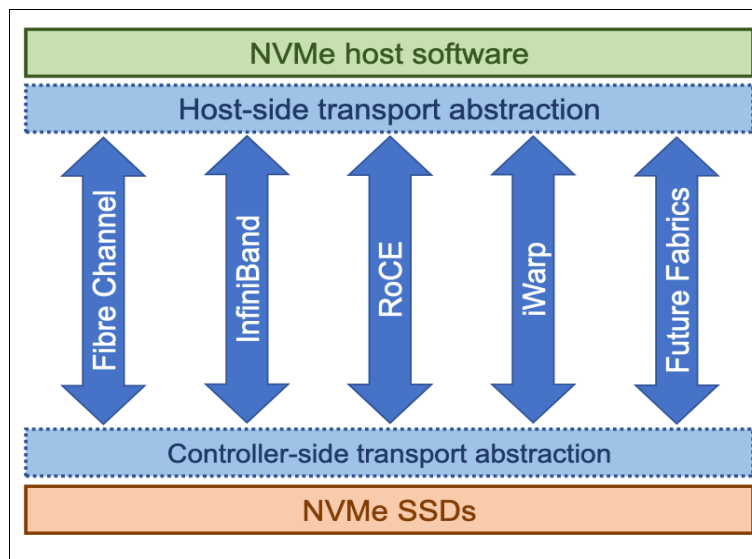 NVMe host software
Host-side transport abstraction
Fibre Channel
InfiniBand
RoCE
iWarp
Future Fabrics
Controller-side transport abstraction
NVMe SSDs